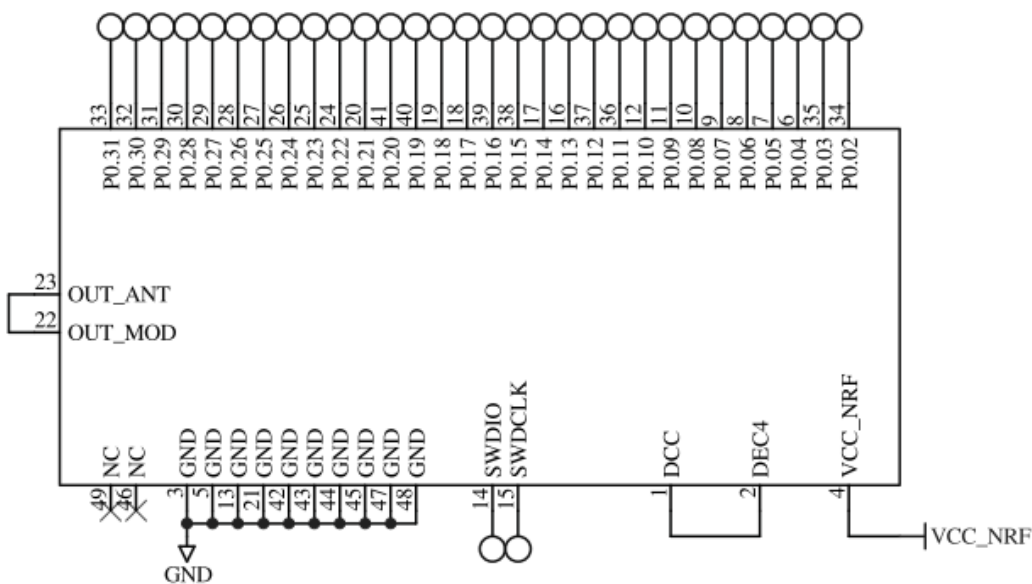 33 32 31 30 29 28 27 26 25 24 20 41 40 19 18 39 38 17 16 37 36 12 11 10 9 8 7 6 35 34
P0.31 P0.30 P0.29 P0.28 P0.27 P0.26 P0.25 P0.24 P0.23 P0.22 P0.21 P0.20 P0.19 P0.18 P0.17 P0.16 P0.15 P0.14 P0.13 P0.12 P0.11 P0.10 P0.09 P0.08 P0.07 P0.06 P0.05 P0.04 P0.03 P0.02
23 OUT_ANT
22 OUT_MOD
NC NC GND GND GND GND GND GND GND GND GND GND SWDIO SWDCLK DCC DEC4 VCC_NRF
49 46 3 5 13 21 42 43 44 45 47 48 14 15 1 2 4
VCC_NRF
GND